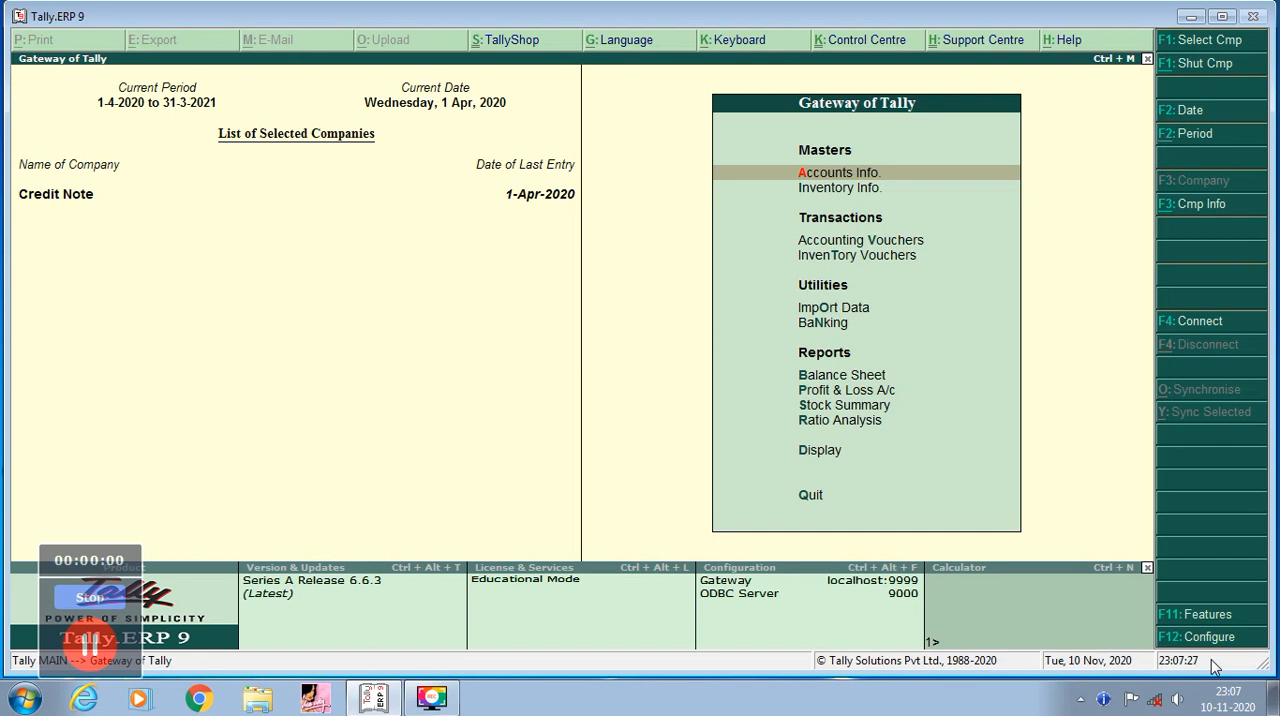 Tally.ERP 9
P: Print
E: Export
M: E-Mail
O: Upload
S: TallyShop
G: Language
K: Keyboard
K: Control Centre
H: Support Centre
H: Help
Gateway of Tally
Ctrl + M
Current Period
Current Date
1-4-2020 to 31-3-2021
Wednesday, 1 Apr, 2020
List of Selected Companies
Name of Company
Date of Last Entry
Credit Note
1-Apr-2020
Gateway of Tally
Masters
Accounts Info.
Inventory Info.
Transactions
Accounting Vouchers
InvenTory Vouchers
Utilities
ImpOrt Data
BaNking
Reports
Balance Sheet
Profit & Loss A/c
Stock Summary
Ratio Analysis
Display
Quit
F1: Select Cmp
F1: Shut Cmp
F2: Date
F2: Period
F3: Company
F3: Cmp Info
F4: Connect
F4: Disconnect
O: Synchronise
Y: Sync Selected
F11: Features
F12: Configure
00:00:00
Stop
Product
Tally
POWER OF SIMPLICITY
Tally.ERP 9
Version & Updates
Ctrl + Alt + T
Series A Release 6.6.3
(Latest)
License & Services
Ctrl + Alt + L
Educational Mode
Configuration
Ctrl + Alt + F
Gateway
localhost:9999
ODBC Server
9000
Calculator
Ctrl + N
1>
Tally MAIN --> Gateway of Tally
© Tally Solutions Pvt Ltd., 1988-2020
Tue, 10 Nov, 2020
23:07:27
23:07
10-11-2020